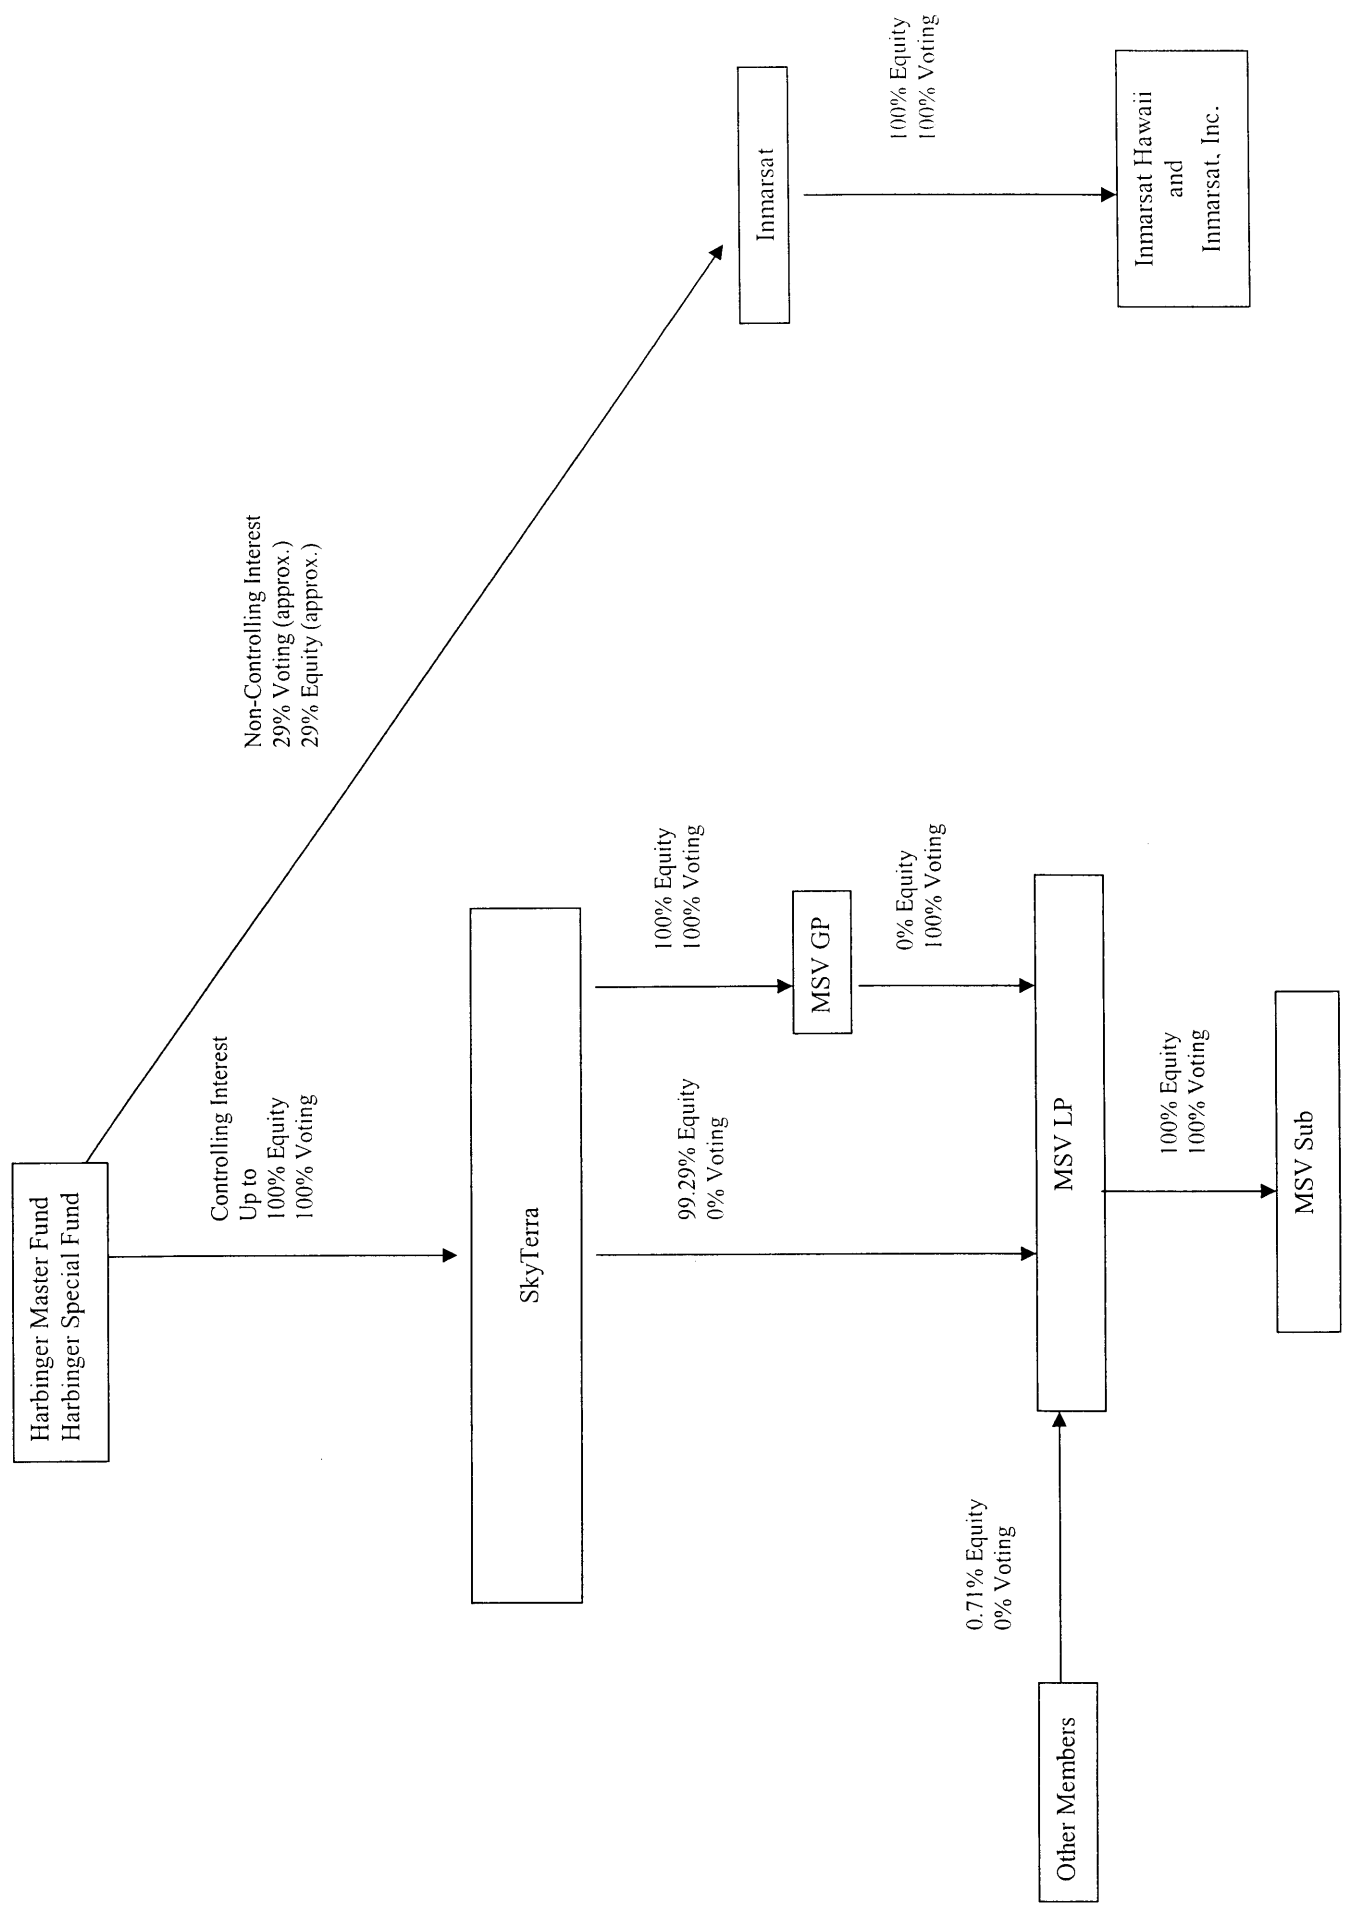 Harbinger Master Fund
Harbinger Special Fund
Controlling Interest
Up to
100% Equity
100% Voting
Non-Controlling Interest
29% Voting (approx.)
29% Equity (approx.)
SkyTerra
99.29% Equity
0% Voting
100% Equity
100% Voting
Inmarsat
MSV GP
0% Equity
100% Voting
100% Equity
100% Voting
0.71% Equity
0% Voting
Other Members
MSV LP
Inmarsat Hawaii
and
Inmarsat, Inc.
100% Equity
100% Voting
MSV Sub